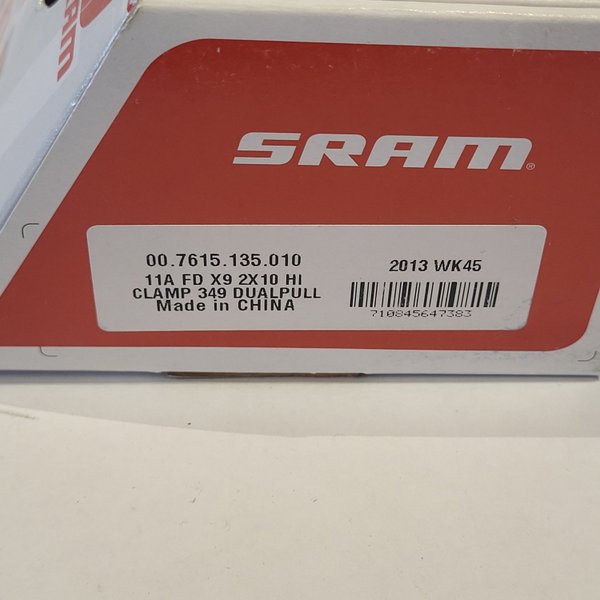 SRAM
SRAM®
00.7615.135.010
11A FD X9 2X10 HI
CLAMP 349 DUALPULL
Made in CHINA
2013 WK45
710845647383